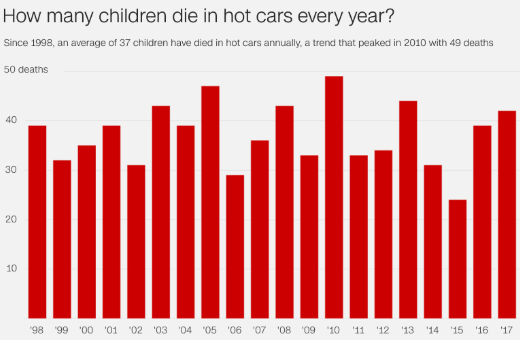 How many children die in hot cars every year?
Since 1998, an average of 37 children have died in hot cars annually, a trend that peaked in 2010 with 49 deaths
50 deaths
40
30
20
10
'98 '99 '00 '01 '02 '03 '04 '05 '06 '07 '08 '09 '10 '11 '12 '13 '14 '15 '16 '17